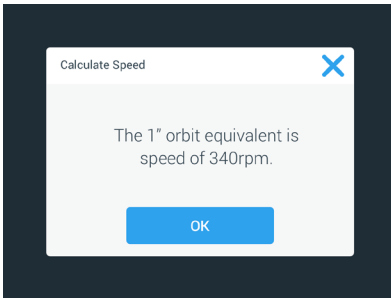 Calculate Speed
The 1” orbit equivalent is
speed of 340rpm.
OK